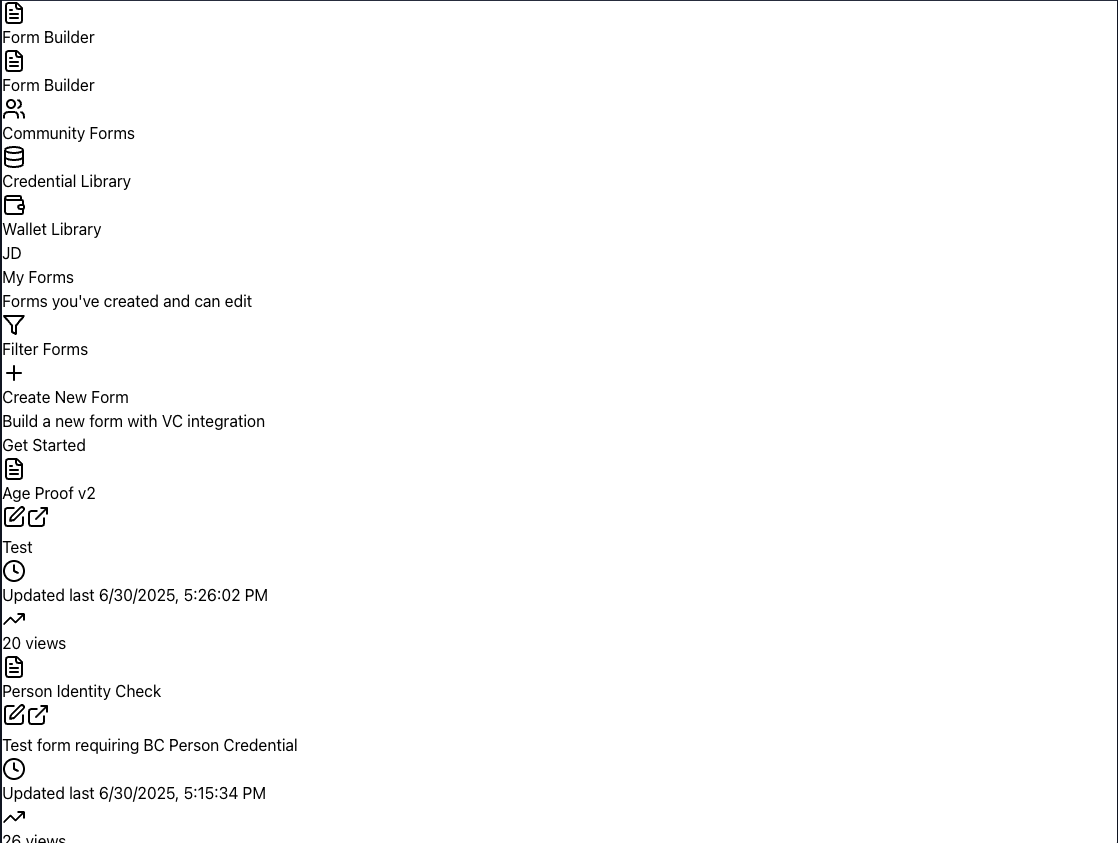 Form Builder
Form Builder
Community Forms
Credential Library
Wallet Library
JD
My Forms
Forms you've created and can edit
Filter Forms
Create New Form
Build a new form with VC integration
Get Started
Age Proof v2
Test
Updated last 6/30/2025, 5:26:02 PM
20 views
Person Identity Check
Test form requiring BC Person Credential
Updated last 6/30/2025, 5:15:34 PM
26 views